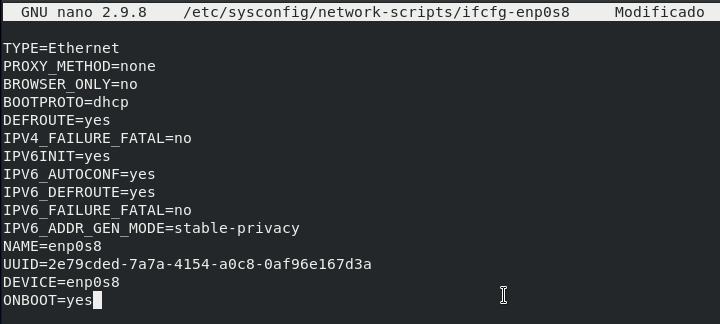 GNU nano 2.9.8 /etc/sysconfig/network-scripts/ifcfg-enp0s8 Modificado
TYPE=Ethernet
PROXY_METHOD=none
BROWSER_ONLY=no
BOOTPROTO=dhcp
DEFROUTE=yes
IPV4_FAILURE_FATAL=no
IPV6INIT=yes
IPV6_AUTOCONF=yes
IPV6_DEFROUTE=yes
IPV6_FAILURE_FATAL=no
IPV6_ADDR_GEN_MODE=stable-privacy
NAME=enp0s8
UUID=2e79cded-7a7a-4154-a0c8-0af96e167d3a
DEVICE=enp0s8
ONBOOT=yes